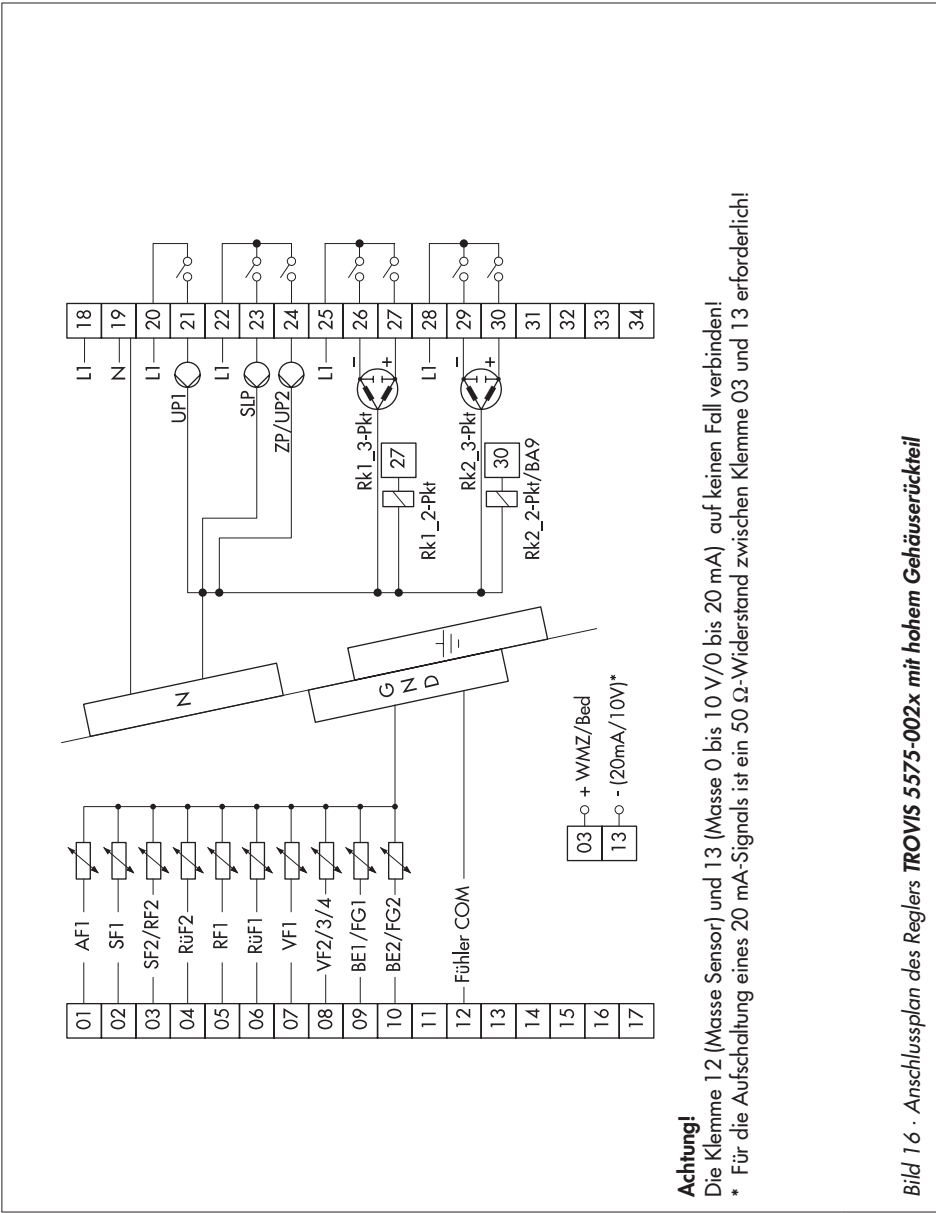 18
19
20
21
22
23
24
25
26
27
28
29
30
31
32
33
34
L1
N
L1
UP1
L1
SLP
ZP/UP2
L1
Rk1_3-Pkt
–
+
27
Rk1_2-Pkt
L1
Rk2_3-Pkt
–
+
30
Rk2_2-Pkt/BA9
N
GND
01 AF1
02 SF1
03 SF2/RF2
04 RüF2
05 RF1
06 RüF1
07 VF1
08 VF2/3/4
09 BE1/FG1
10 BE2/FG2
11
12 Fühler COM
13
14
15
16
17
03 + WMZ/Bed
13 - (20mA/10V)*
Achtung!
Die Klemme 12 (Masse Sensor) und 13 (Masse 0 bis 10 V/0 bis 20 mA) auf keinen Fall verbinden!
* Für die Aufschaltung eines 20 mA-Signals ist ein 50 Ω-Widerstand zwischen Klemme 03 und 13 erforderlich!
Bild 16 · Anschlussplan des Reglers TROVIS 5575-002x mit hohem Gehäuserückteil